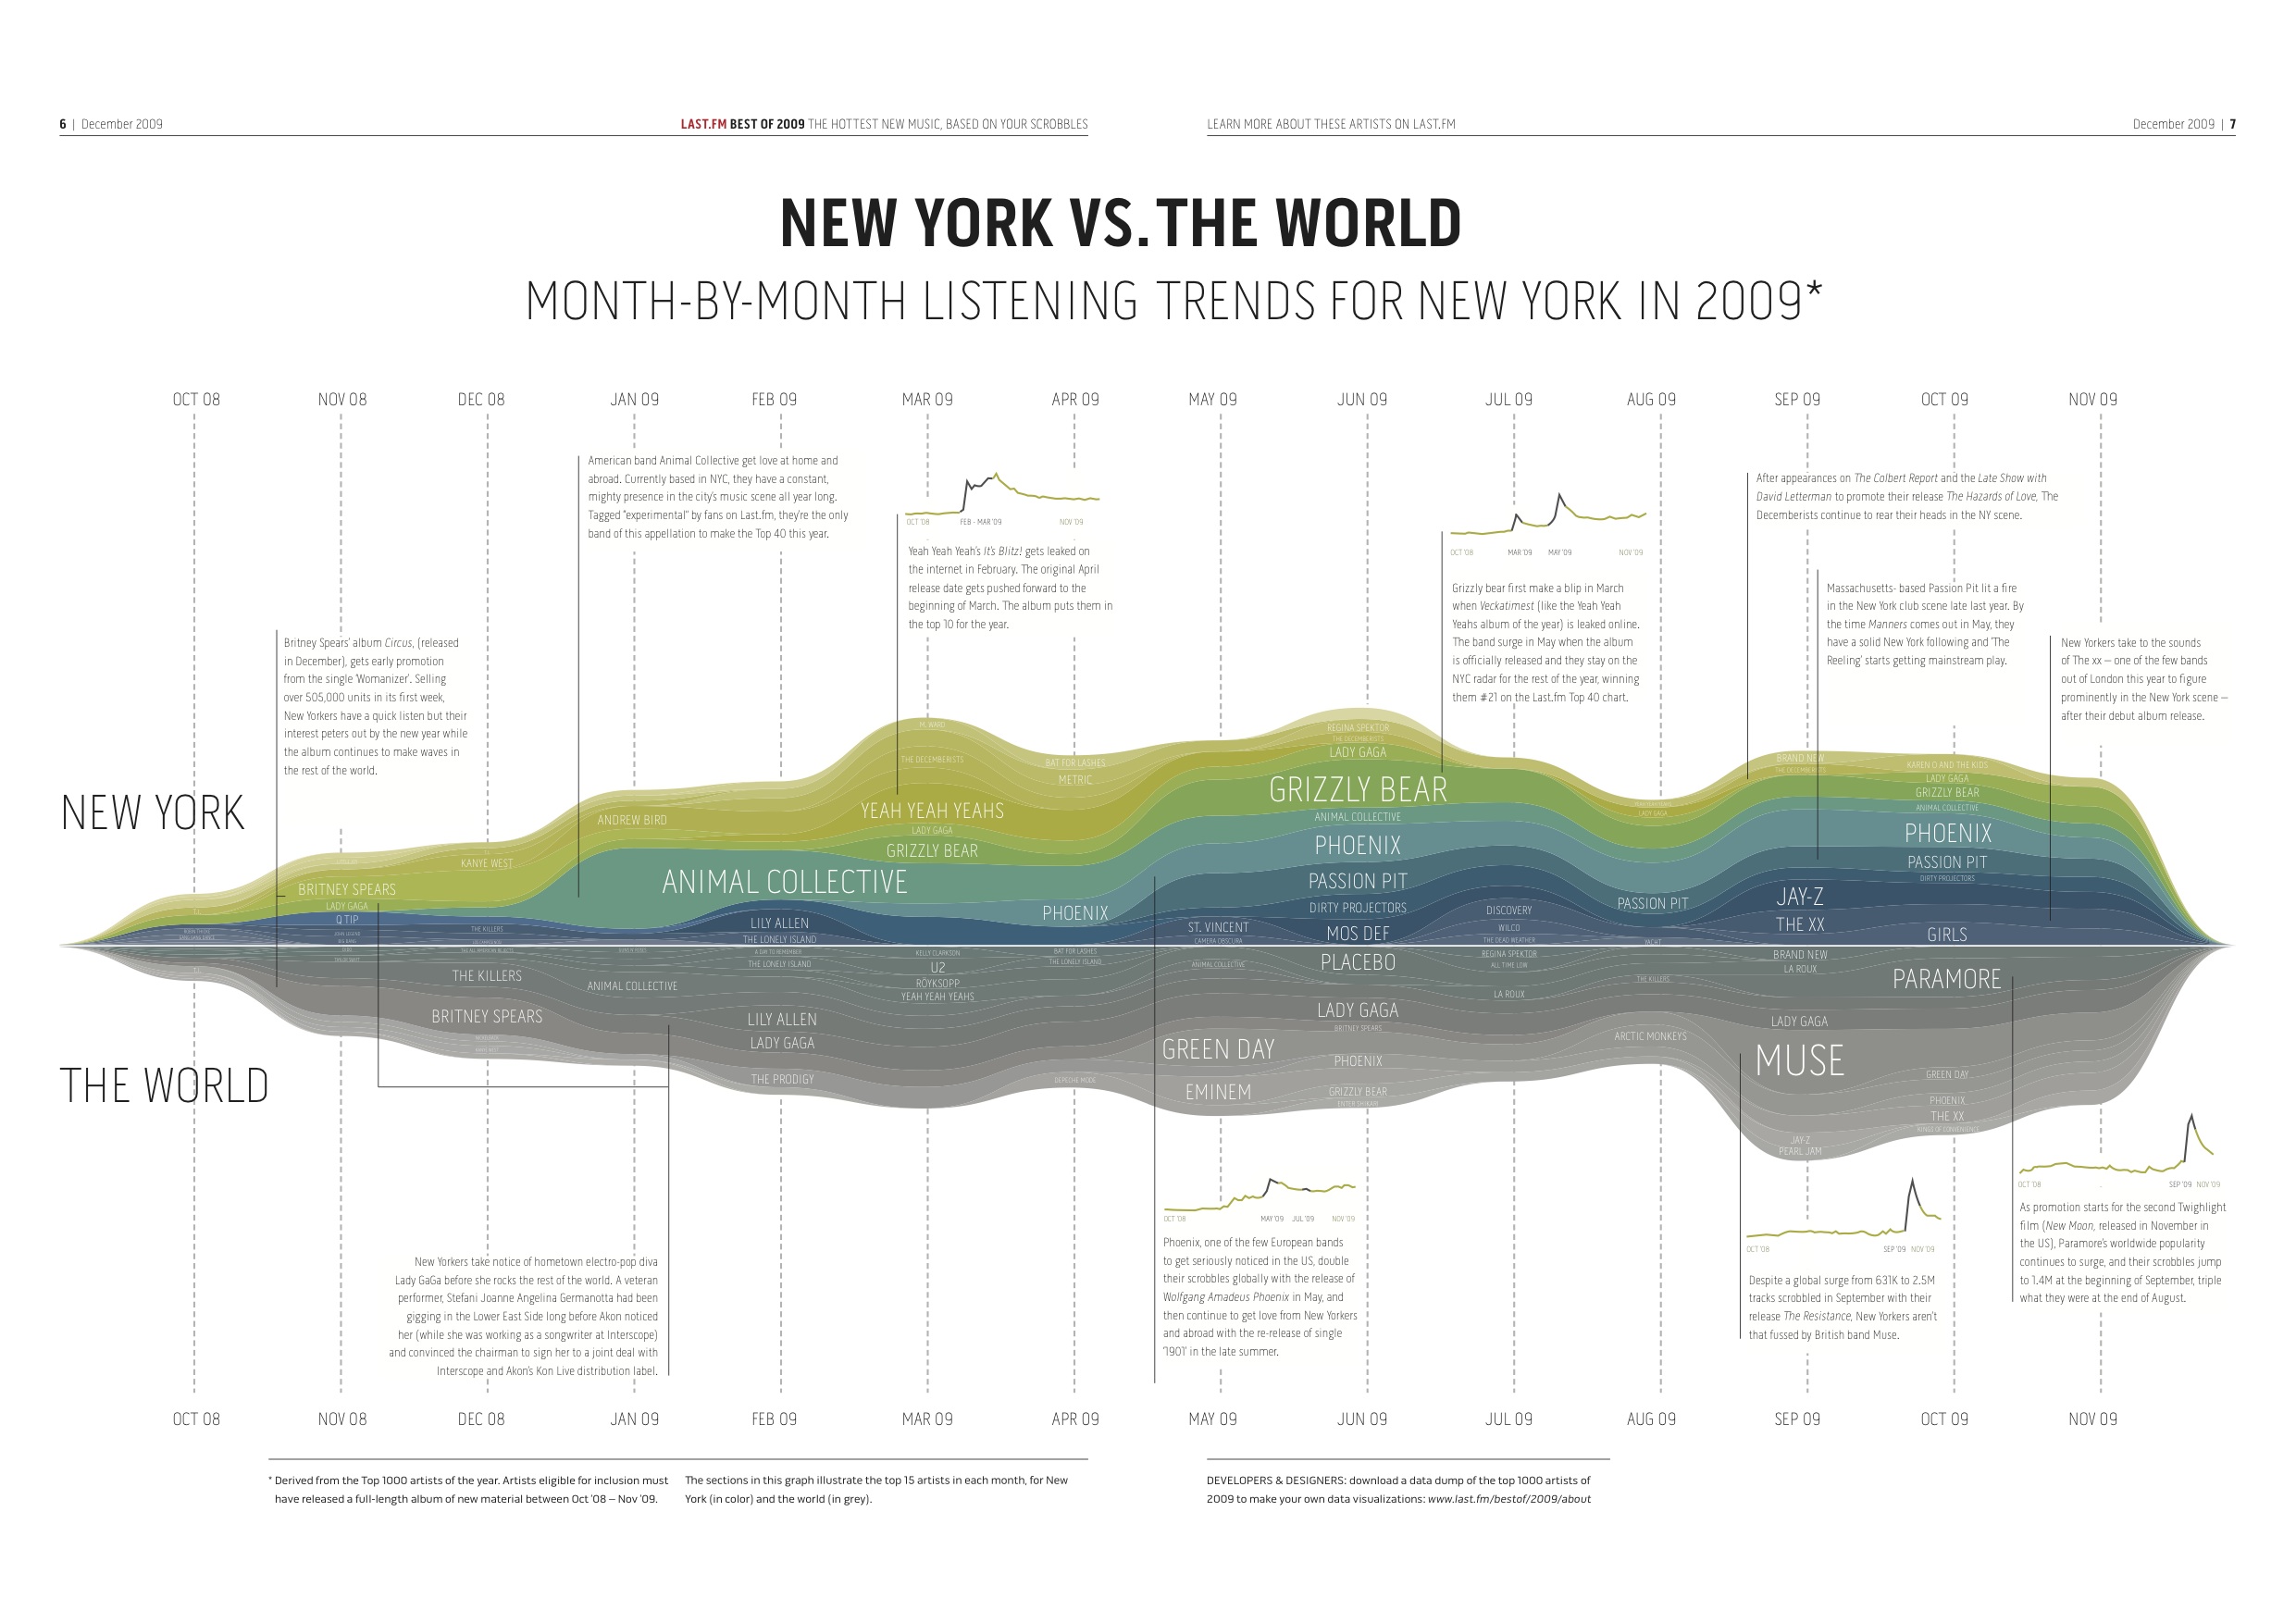 6 | December 2009
LAST.FM BEST OF 2009 THE HOTTEST NEW MUSIC, BASED ON YOUR SCROBBLES
LEARN MORE ABOUT THESE ARTISTS ON LAST.FM
December 2009 | 7
NEW YORK VS. THE WORLD
MONTH-BY-MONTH LISTENING TRENDS FOR NEW YORK IN 2009*
OCT 08 NOV 08 DEC 08 JAN 09 FEB 09 MAR 09 APR 09 MAY 09 JUN 09 JUL 09 AUG 09 SEP 09 OCT 09 NOV 09
Britney Spears' album Circus, (released
in December), gets early promotion
from the single 'Womanizer'. Selling
over 505,000 units in its first week,
New Yorkers have a quick listen but their
interest peters out by the new year while
the album continues to make waves in
the rest of the world.
American band Animal Collective get love at home and
abroad. Currently based in NYC, they have a constant,
mighty presence in the city's music scene all year long.
Tagged "experimental" by fans on Last.fm, they're the only
band of this appellation to make the Top 40 this year.
OCT '08 FEB - MAR '09 NOV '09
Yeah Yeah Yeah's It's Blitz! gets leaked on
the internet in February. The original April
release date gets pushed forward to the
beginning of March. The album puts them in
the top 10 for the year.
OCT '08 MAR '09 MAY '09 NOV '09
Grizzly bear first make a blip in March
when Veckatimest (like the Yeah Yeah
Yeahs album of the year) is leaked online.
The band surge in May when the album
is officially released and they stay on the
NYC radar for the rest of the year, winning
them #21 on the Last.fm Top 40 chart.
After appearances on The Colbert Report and the Late Show with
David Letterman to promote their release The Hazards of Love, The
Decemberists continue to rear their heads in the NY scene.
Massachusetts- based Passion Pit lit a fire
in the New York club scene late last year. By
the time Manners comes out in May, they
have a solid New York following and 'The
Reeling' starts getting mainstream play.
New Yorkers take to the sounds
of The xx – one of the few bands
out of London this year to figure
prominently in the New York scene –
after their debut album release.
NEW YORK
BRITNEY SPEARS
LADY GAGA
Q TIP
KANYE WEST
THE KILLERS
ANDREW BIRD
ANIMAL COLLECTIVE
LILY ALLEN
THE LONELY ISLAND
M. WARD
THE DECEMBERISTS
YEAH YEAH YEAHS
LADY GAGA
GRIZZLY BEAR
BAT FOR LASHES
METRIC
PHOENIX
ST. VINCENT
CAMERA OBSCURA
REGINA SPEKTOR
THE DECEMBERISTS
LADY GAGA
GRIZZLY BEAR
ANIMAL COLLECTIVE
PHOENIX
PASSION PIT
DIRTY PROJECTORS
MOS DEF
DISCOVERY
WILCO
THE DEAD WEATHER
LADY GAGA
PASSION PIT
YACHT
BRAND NEW
THE DECEMBERISTS
JAY-Z
THE XX
KAREN O AND THE KIDS
LADY GAGA
GRIZZLY BEAR
ANIMAL COLLECTIVE
PHOENIX
PASSION PIT
DIRTY PROJECTORS
GIRLS
THE WORLD
THE KILLERS
BRITNEY SPEARS
ANIMAL COLLECTIVE
A DAY TO REMEMBER
THE LONELY ISLAND
LILY ALLEN
LADY GAGA
THE PRODIGY
KELLY CLARKSON
U2
RÖYKSOPP
YEAH YEAH YEAHS
BAT FOR LASHES
THE LONELY ISLAND
DEPECHE MODE
ANIMAL COLLECTIVE
GREEN DAY
EMINEM
PLACEBO
LADY GAGA
BRITNEY SPEARS
PHOENIX
GRIZZLY BEAR
ENTER SHIKARI
REGINA SPEKTOR
ALL TIME LOW
LA ROUX
THE KILLERS
ARCTIC MONKEYS
BRAND NEW
LA ROUX
LADY GAGA
MUSE
JAY-Z
PEARL JAM
PARAMORE
GREEN DAY
PHOENIX
THE XX
KINGS OF CONVENIENCE
New Yorkers take notice of hometown electro-pop diva
Lady GaGa before she rocks the rest of the world. A veteran
performer, Stefani Joanne Angelina Germanotta had been
gigging in the Lower East Side long before Akon noticed
her (while she was working as a songwriter at Interscope)
and convinced the chairman to sign her to a joint deal with
Interscope and Akon's Kon Live distribution label.
OCT '08 MAY '09 JUL '09 NOV '09
Phoenix, one of the few European bands
to get seriously noticed in the US, double
their scrobbles globally with the release of
Wolfgang Amadeus Phoenix in May, and
then continue to get love from New Yorkers
and abroad with the re-release of single
'1901' in the late summer.
OCT '08 SEP '09 NOV '09
Despite a global surge from 631K to 2.5M
tracks scrobbled in September with their
release The Resistance, New Yorkers aren't
that fussed by British band Muse.
OCT '08 SEP '09 NOV '09
As promotion starts for the second Twighlight
film (New Moon, released in November in
the US), Paramore's worldwide popularity
continues to surge, and their scrobbles jump
to 1.4M at the beginning of September, triple
what they were at the end of August.
OCT 08 NOV 08 DEC 08 JAN 09 FEB 09 MAR 09 APR 09 MAY 09 JUN 09 JUL 09 AUG 09 SEP 09 OCT 09 NOV 09
* Derived from the Top 1000 artists of the year. Artists eligible for inclusion must
have released a full-length album of new material between Oct '08 – Nov '09.
The sections in this graph illustrate the top 15 artists in each month, for New
York (in color) and the world (in grey).
DEVELOPERS & DESIGNERS: download a data dump of the top 1000 artists of
2009 to make your own data visualizations: www.last.fm/bestof/2009/about